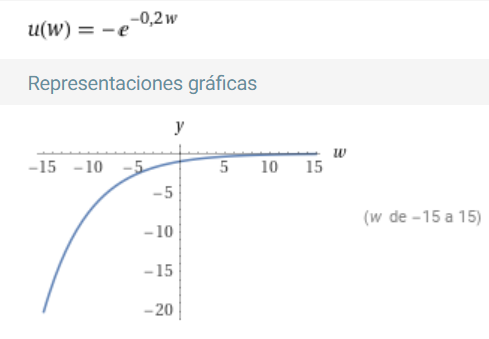 u(w) = −e^−0,2 w
Representaciones gráficas
y
w
−15 −10 −5 5 10 15
−5
(w de −15 a 15)
−10
−15
−20